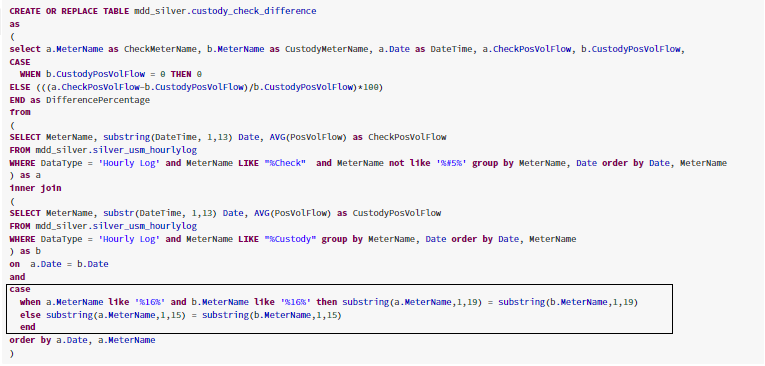 CREATE OR REPLACE TABLE mdd_silver.custody_check_difference
as
(
select a.MeterName as CheckMeterName, b.MeterName as CustodyMeterName, a.Date as DateTime, a.CheckPosVolFlow, b.CustodyPosVolFlow,
CASE
WHEN b.CustodyPosVolFlow = 0 THEN 0
ELSE (((a.CheckPosVolFlow-b.CustodyPosVolFlow)/b.CustodyPosVolFlow)*100)
END as DifferencePercentage
from
(
SELECT MeterName, substring(DateTime, 1,13) Date, AVG(PosVolFlow) as CheckPosVolFlow
FROM mdd_silver.silver_usm_hourlylog
WHERE DataType = 'Hourly Log' and MeterName LIKE "%Check"  and MeterName not like '%#5%' group by MeterName, Date order by Date, MeterName
) as a
inner join
(
SELECT MeterName, substr(DateTime, 1,13) Date, AVG(PosVolFlow) as CustodyPosVolFlow
FROM mdd_silver.silver_usm_hourlylog
WHERE DataType = 'Hourly Log' and MeterName LIKE "%Custody" group by MeterName, Date order by Date, MeterName
) as b
on  a.Date = b.Date
and
case
when a.MeterName like '%16%' and b.MeterName like '%16%' then substring(a.MeterName,1,19) = substring(b.MeterName,1,19)
else substring(a.MeterName,1,15) = substring(b.MeterName,1,15)
end
order by a.Date, a.MeterName
)